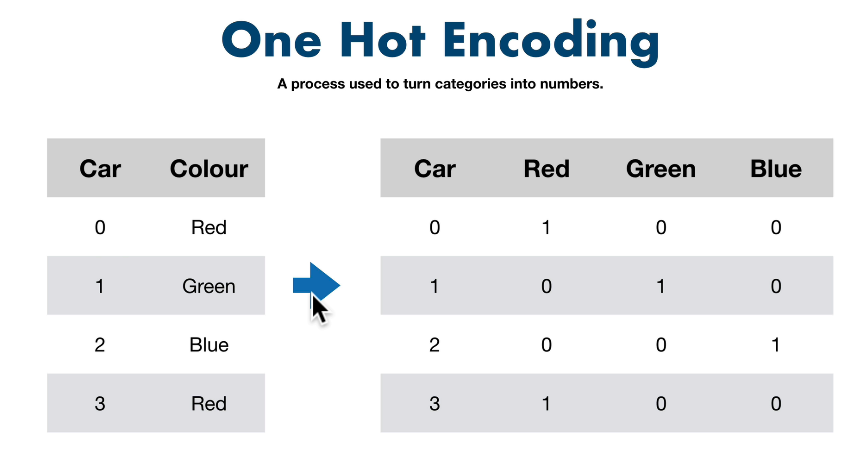 One Hot Encoding
A process used to turn categories into numbers.
Car Colour
0 Red
1 Green
2 Blue
3 Red
Car Red Green Blue
0 1 0 0
1 0 1 0
2 0 0 1
3 1 0 0